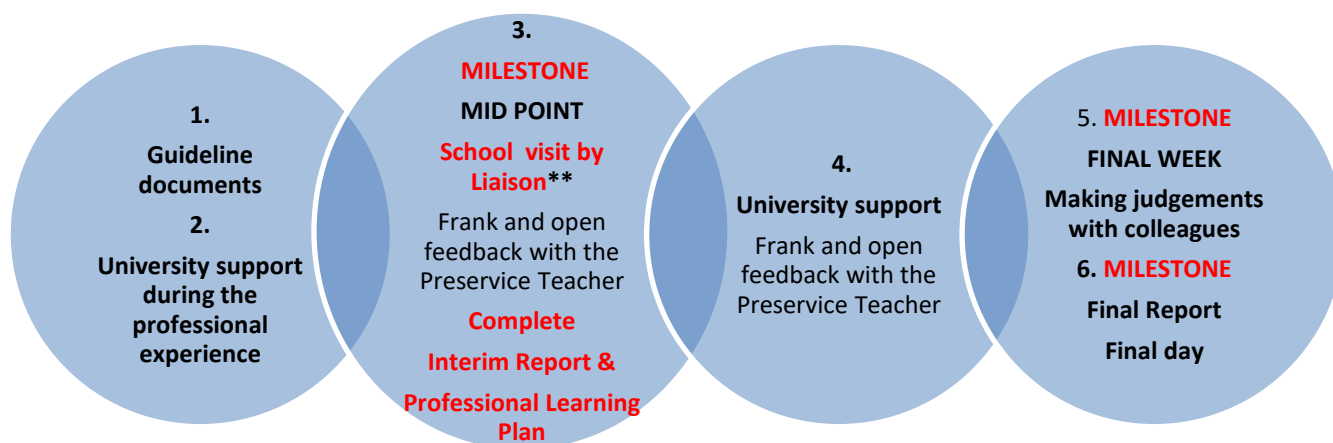 1.
Guideline
documents
2.
University support
during the
professional
experience
3.
MILESTONE
MID POINT
School visit by
Liaison**
Frank and open
feedback with the
Preservice Teacher
Complete
Interim Report &
Professional Learning
Plan
4.
University support
Frank and open
feedback with the
Preservice Teacher
5. MILESTONE
FINAL WEEK
Making judgements
with colleagues
6. MILESTONE
Final Report
Final day